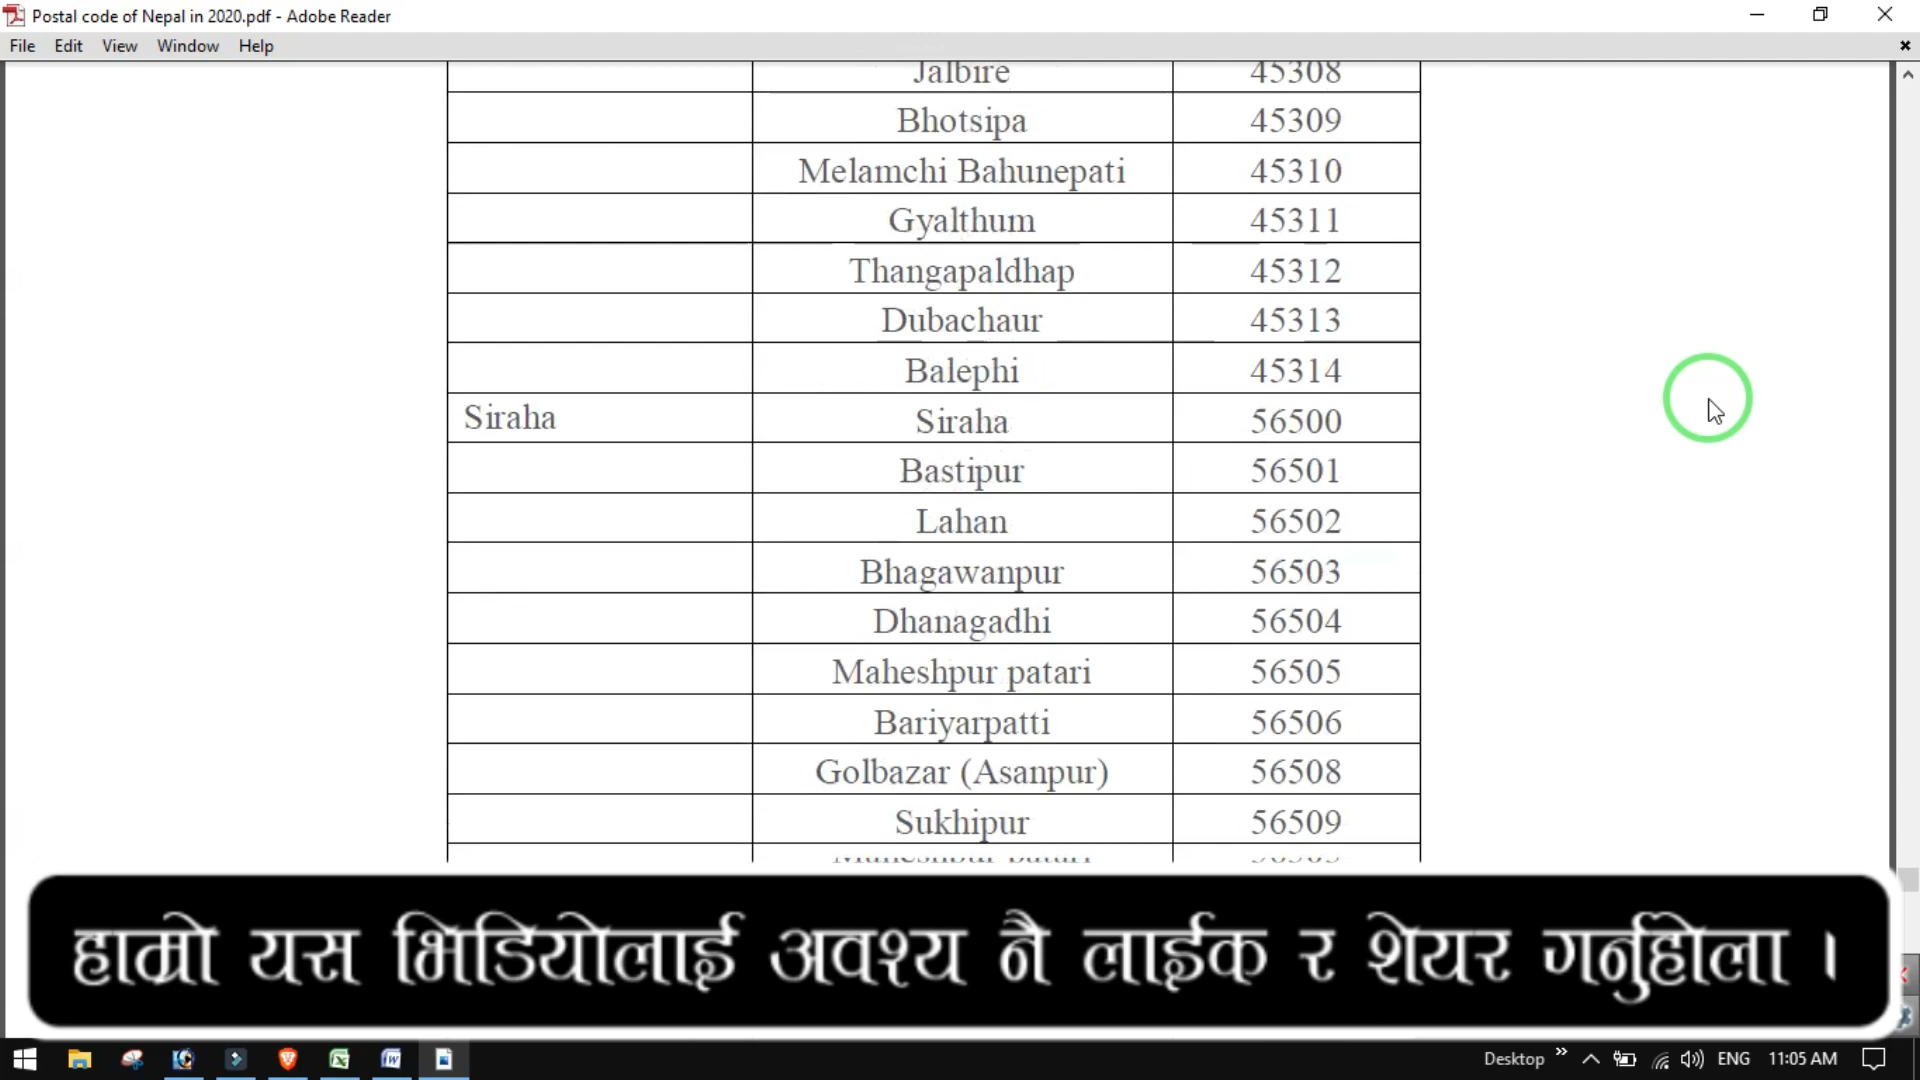 Postal code of Nepal in 2020.pdf - Adobe Reader
File Edit View Window Help
Jalbire 45308
Bhotsipa 45309
Melamchi Bahunepati 45310
Gyalthum 45311
Thangapaldhap 45312
Dubachaur 45313
Balephi 45314
Siraha Siraha 56500
Bastipur 56501
Lahan 56502
Bhagawanpur 56503
Dhanagadhi 56504
Maheshpur patari 56505
Bariyarpatti 56506
Golbazar (Asanpur) 56508
Sukhipur 56509
हाम्रो यस भिडियोलाई अवश्य नै लाईक र शेयर गर्नुहोला ।
Desktop ENG 11:05 AM